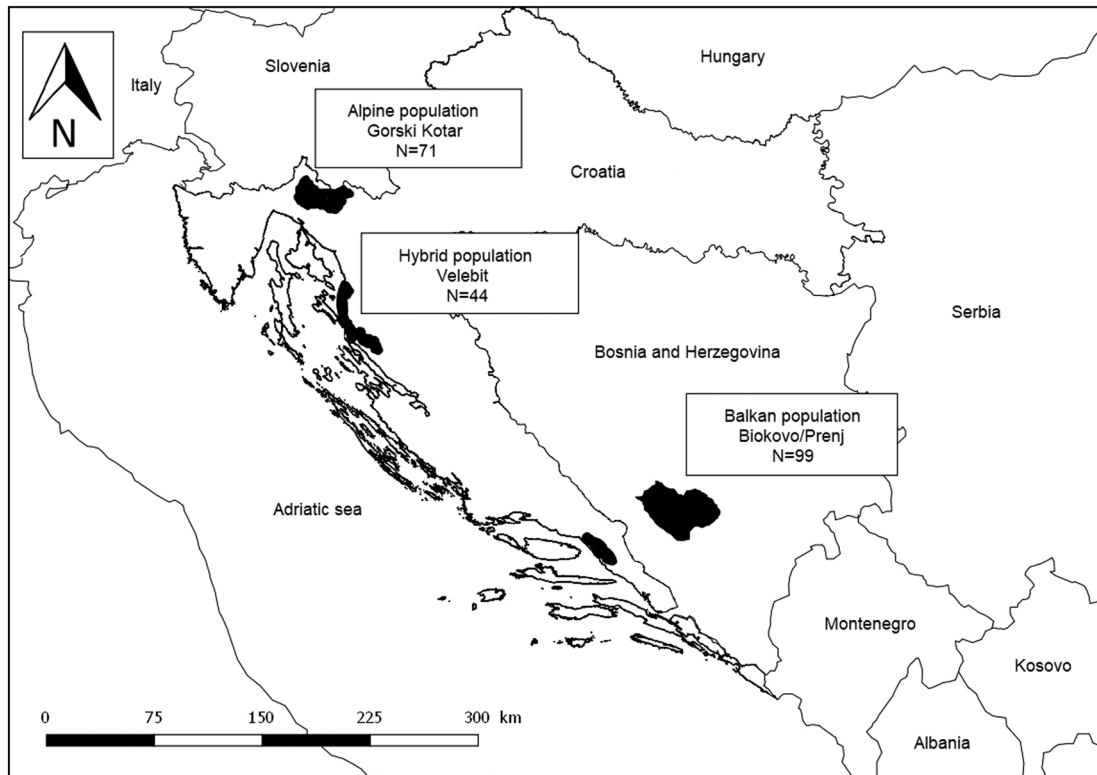 Hungary
Slovenia
Italy
N
Alpine population
Gorski Kotar
N=71
Croatia
Hybrid population
Velebit
N=44
Serbia
Bosnia and Herzegovina
Balkan population
Biokovo/Prenj
N=99
Adriatic sea
Montenegro
Kosovo
Albania
0 75 150 225 300 km